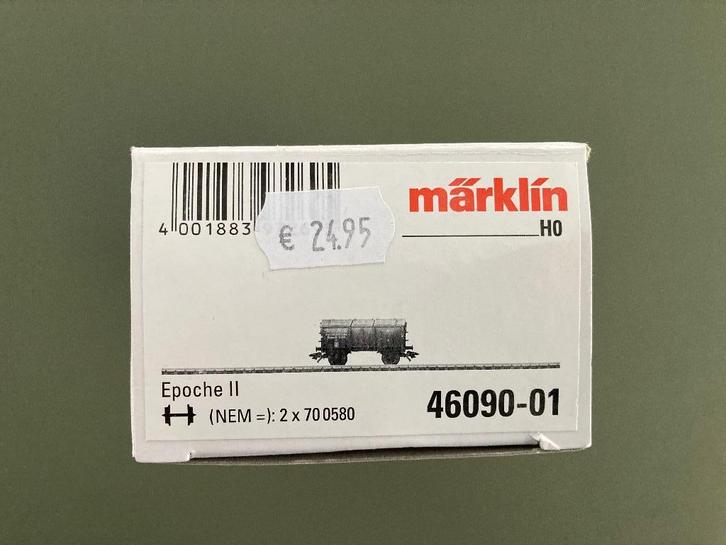 märklin
H0
4 001883
€ 24.95
Epoche II
(NEM =): 2 x 70 0580
46090-01